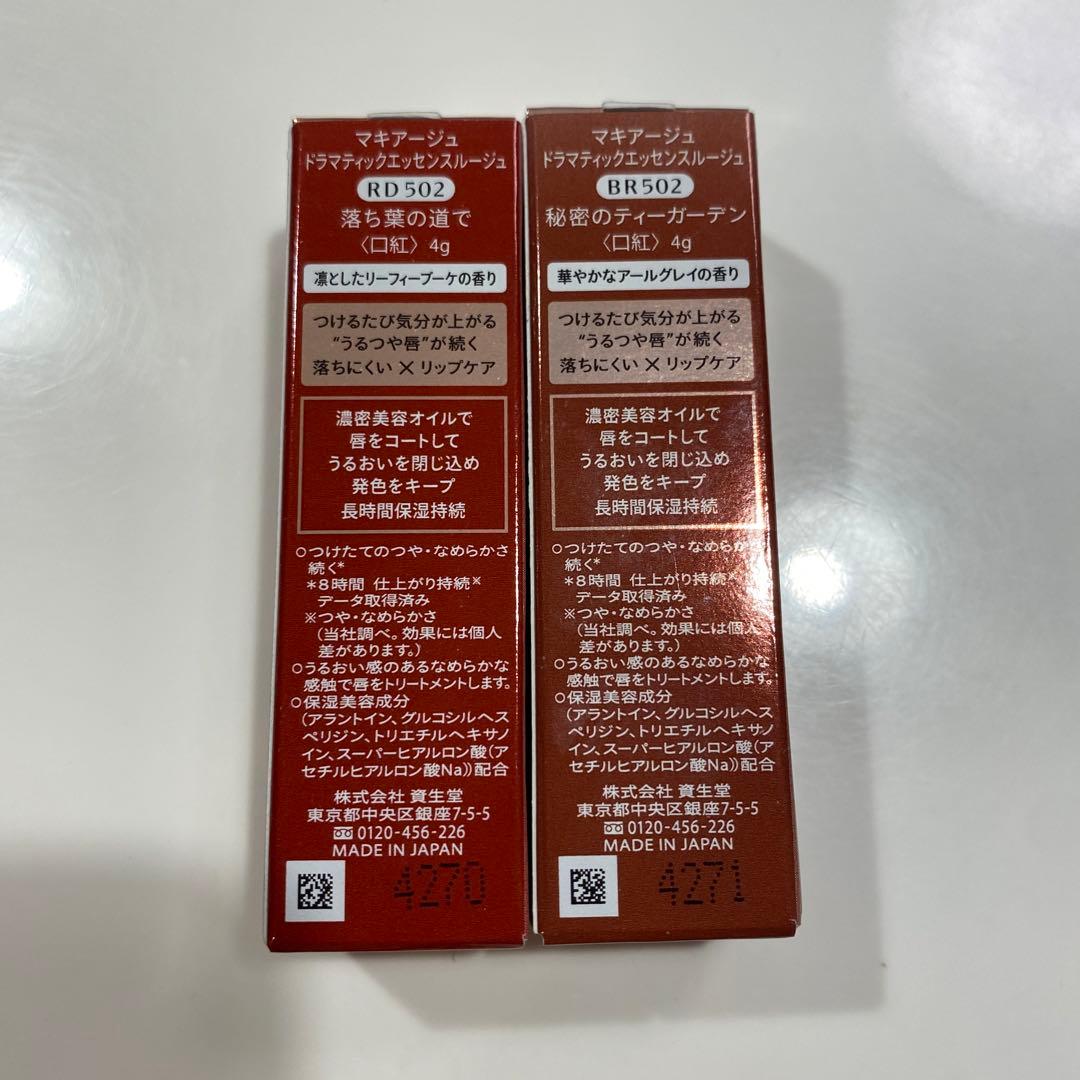 マキアージュ
ドラマティックエッセンスルージュ
RD 502
落ち葉の道で
〈口紅〉4g
凛としたリーフィーブーケの香り
つけるたび気分が上がる
“うるつや唇”が続く
落ちにくい×リップケア
濃密美容オイルで
唇をコートして
うるおいを閉じ込め
発色をキープ
長時間保湿持続
○つけたてのつや・なめらかさ
続く*
*8時間 仕上がり持続※
データ取得済み
※つや・なめらかさ
(当社調べ。効果には個人
差があります。)
○うるおい感のあるなめらかな
感触で唇をトリートメントします。
○保湿美容成分
(アラントイン、グルコシルヘス
ペリジン、トリエチルヘキサノ
イン、スーパーヒアルロン酸(ア
セチルヒアルロン酸Na))配合
株式会社 資生堂
東京都中央区銀座7-5-5
0120-456-226
MADE IN JAPAN
4270
マキアージュ
ドラマティックエッセンスルージュ
BR502
秘密のティーガーデン
〈口紅〉4g
華やかなアールグレイの香り
つけるたび気分が上がる
“うるつや唇”が続く
落ちにくい×リップケア
濃密美容オイルで
唇をコートして
うるおいを閉じ込め
発色をキープ
長時間保湿持続
○つけたてのつや・なめらかさ
続く*
*8時間 仕上がり持続※
データ取得済み
※つや・なめらかさ
(当社調べ。効果には個人
差があります。)
○うるおい感のあるなめらかな
感触で唇をトリートメントします。
○保湿美容成分
(アラントイン、グルコシルヘス
ペリジン、トリエチルヘキサノ
イン、スーパーヒアルロン酸(ア
セチルヒアルロン酸Na))配合
株式会社 資生堂
東京都中央区銀座7-5-5
0120-456-226
MADE IN JAPAN
4271